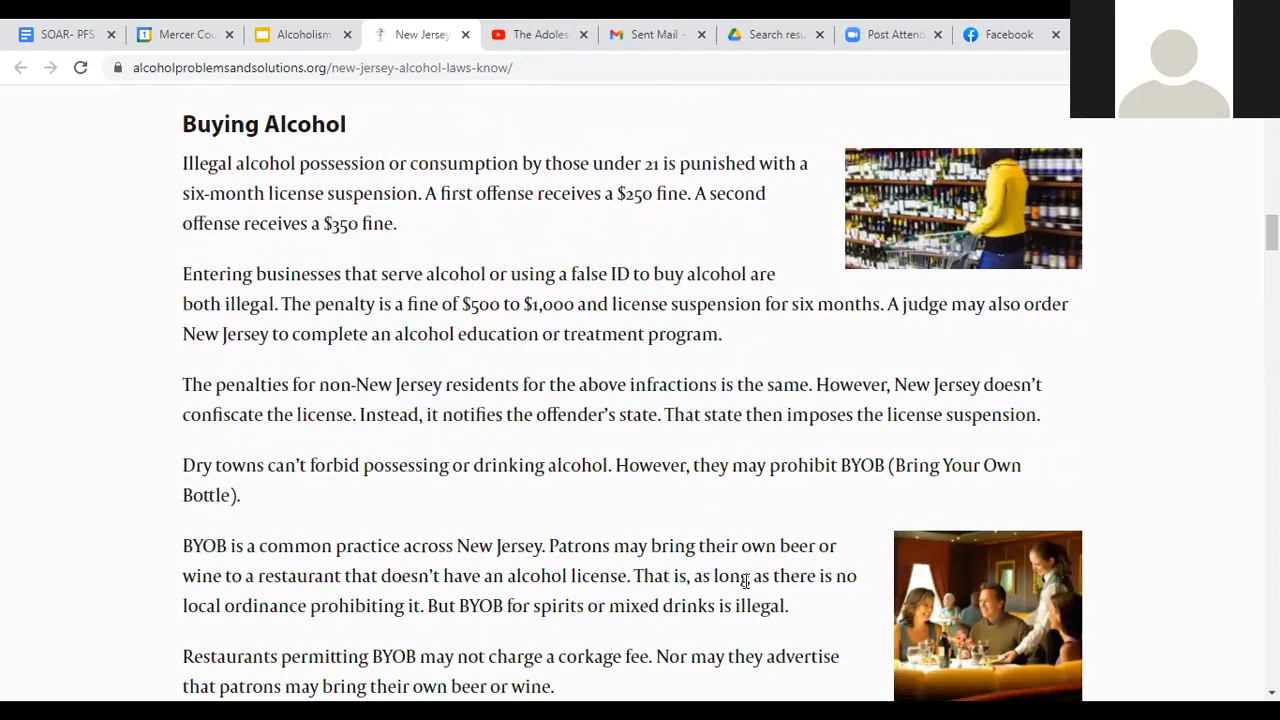 SOAR- PFS
Mercer Cou
Alcoholism
New Jersey
The Adoles
Sent Mail -
Search resu
Post Attend
Facebook
alcoholproblemsandsolutions.org/new-jersey-alcohol-laws-know/
Buying Alcohol
Illegal alcohol possession or consumption by those under 21 is punished with a
six-month license suspension. A first offense receives a $250 fine. A second
offense receives a $350 fine.
Entering businesses that serve alcohol or using a false ID to buy alcohol are
both illegal. The penalty is a fine of $500 to $1,000 and license suspension for six months. A judge may also order
New Jersey to complete an alcohol education or treatment program.
The penalties for non-New Jersey residents for the above infractions is the same. However, New Jersey doesn't
confiscate the license. Instead, it notifies the offender's state. That state then imposes the license suspension.
Dry towns can't forbid possessing or drinking alcohol. However, they may prohibit BYOB (Bring Your Own
Bottle).
BYOB is a common practice across New Jersey. Patrons may bring their own beer or
wine to a restaurant that doesn't have an alcohol license. That is, as long as there is no
local ordinance prohibiting it. But BYOB for spirits or mixed drinks is illegal.
Restaurants permitting BYOB may not charge a corkage fee. Nor may they advertise
that patrons may bring their own beer or wine.